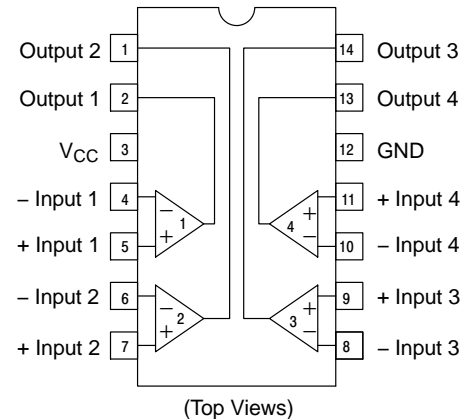 Output 2 1 14 Output 3
Output 1 2 13 Output 4
VCC 3 12 GND
– Input 1 4 – 1 + 11 + Input 4
+ Input 1 5 + 4 – 10 – Input 4
– Input 2 6 – 2 + 9 + Input 3
+ Input 2 7 + 3 – 8 – Input 3
(Top Views)